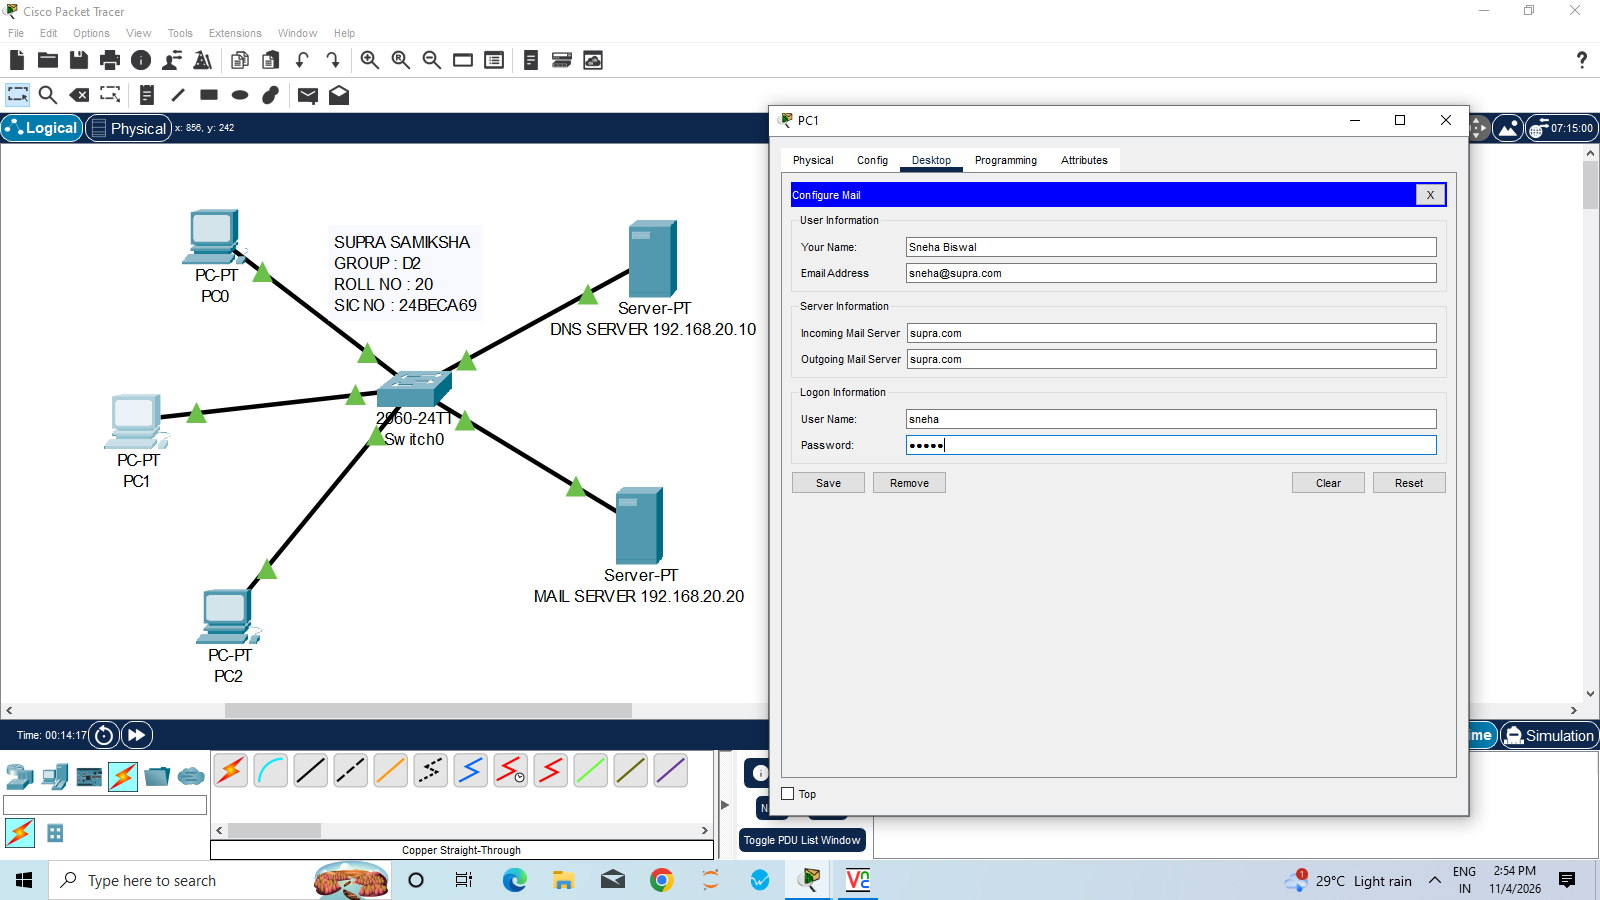 Cisco Packet Tracer
File Edit Options View Tools Extensions Window Help
Logical Physical x: 856, y: 242
07:15:00
SUPRA SAMIKSHA
GROUP : D2
ROLL NO : 20
SIC NO : 24BECA69
PC-PT
PC0
Server-PT
DNS SERVER 192.168.20.10
2960-24TT
Switch0
PC-PT
PC1
Server-PT
MAIL SERVER 192.168.20.20
PC-PT
PC2
PC1
Physical Config Desktop Programming Attributes
Configure Mail X
User Information
Your Name: Sneha Biswal
Email Address sneha@supra.com
Server Information
Incoming Mail Server supra.com
Outgoing Mail Server supra.com
Logon Information
User Name: sneha
Password: •••••
Save Remove Clear Reset
Top
Time: 00:14:17
me Simulation
N
Toggle PDU List Window
Copper Straight-Through
Type here to search
1
29°C Light rain
ENG
IN
2:54 PM
11/4/2026